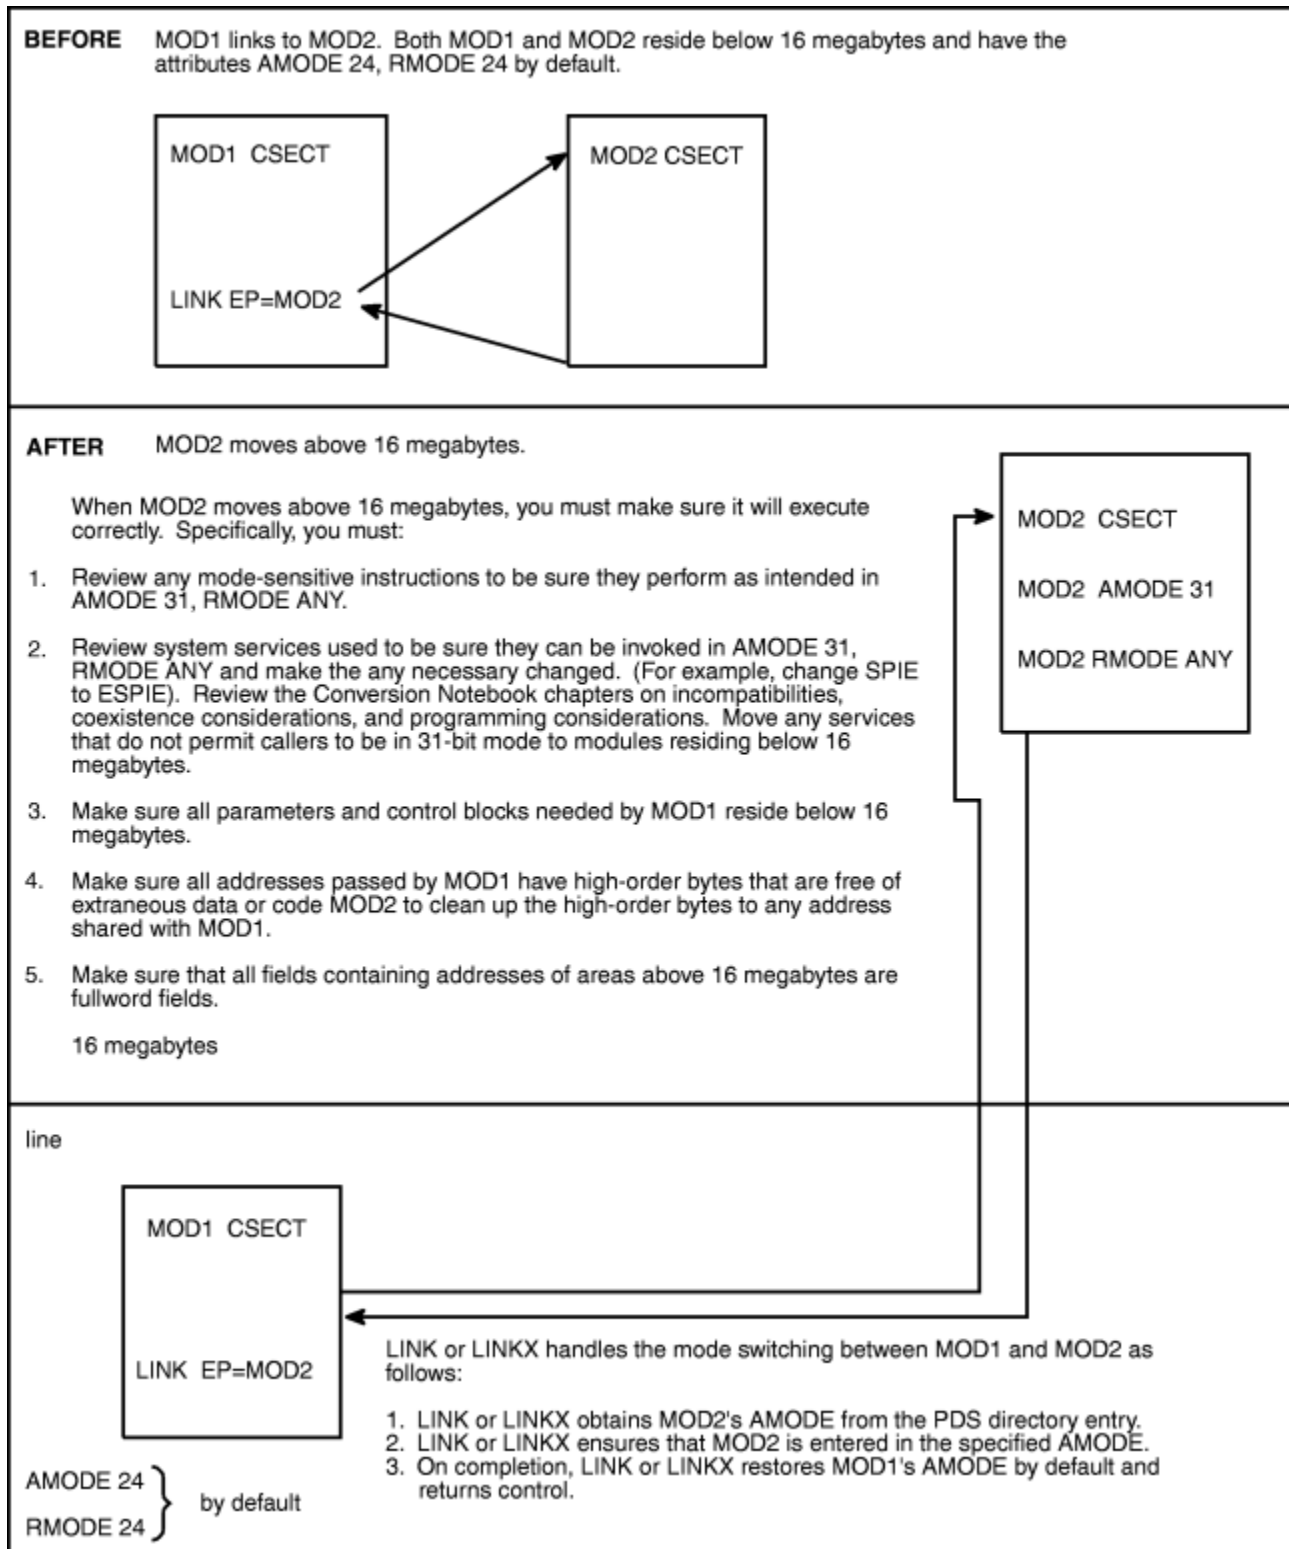 BEFORE MOD1 links to MOD2. Both MOD1 and MOD2 reside below 16 megabytes and have the
attributes AMODE 24, RMODE 24 by default.
MOD1 CSECT
MOD2 CSECT
LINK EP=MOD2
AFTER MOD2 moves above 16 megabytes.
When MOD2 moves above 16 megabytes, you must make sure it will execute
correctly. Specifically, you must:
1. Review any mode-sensitive instructions to be sure they perform as intended in
AMODE 31, RMODE ANY.
2. Review system services used to be sure they can be invoked in AMODE 31,
RMODE ANY and make the any necessary changed. (For example, change SPIE
to ESPIE). Review the Conversion Notebook chapters on incompatibilities,
coexistence considerations, and programming considerations. Move any services
that do not permit callers to be in 31-bit mode to modules residing below 16
megabytes.
3. Make sure all parameters and control blocks needed by MOD1 reside below 16
megabytes.
4. Make sure all addresses passed by MOD1 have high-order bytes that are free of
extraneous data or code MOD2 to clean up the high-order bytes to any address
shared with MOD1.
5. Make sure that all fields containing addresses of areas above 16 megabytes are
fullword fields.
16 megabytes
MOD2 CSECT
MOD2 AMODE 31
MOD2 RMODE ANY
line
MOD1 CSECT
LINK EP=MOD2
AMODE 24
RMODE 24
by default
LINK or LINKX handles the mode switching between MOD1 and MOD2 as
follows:
1. LINK or LINKX obtains MOD2's AMODE from the PDS directory entry.
2. LINK or LINKX ensures that MOD2 is entered in the specified AMODE.
3. On completion, LINK or LINKX restores MOD1's AMODE by default and
returns control.